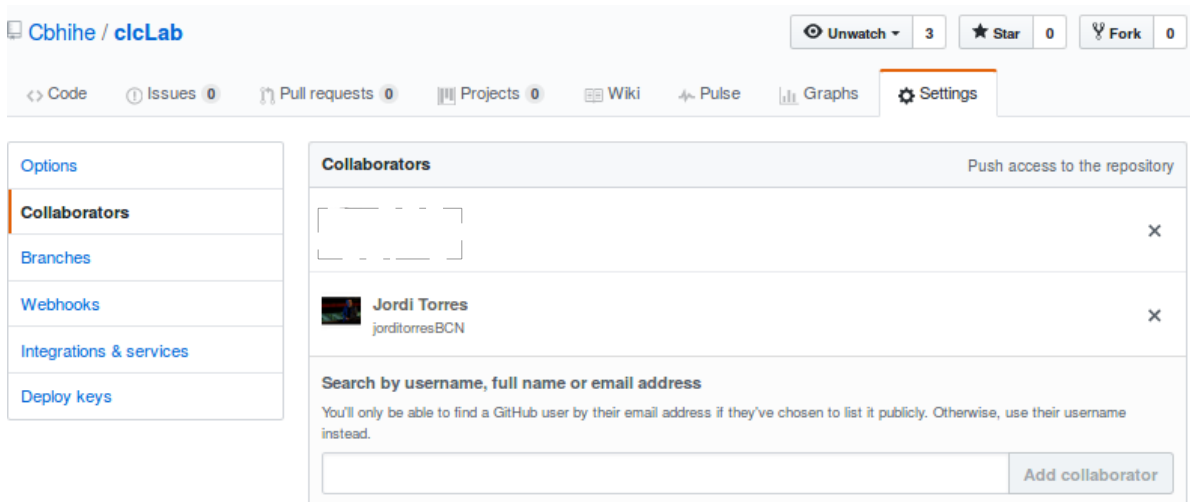 Cbhihe / clcLab
Unwatch 3 Star 0 Fork 0
Code Issues 0 Pull requests 0 Projects 0 Wiki Pulse Graphs Settings
Options
Collaborators
Branches
Webhooks
Integrations & services
Deploy keys
Collaborators Push access to the repository
Jordi Torres
jorditorresBCN
Search by username, full name or email address
You'll only be able to find a GitHub user by their email address if they've chosen to list it publicly. Otherwise, use their username
instead.
Add collaborator